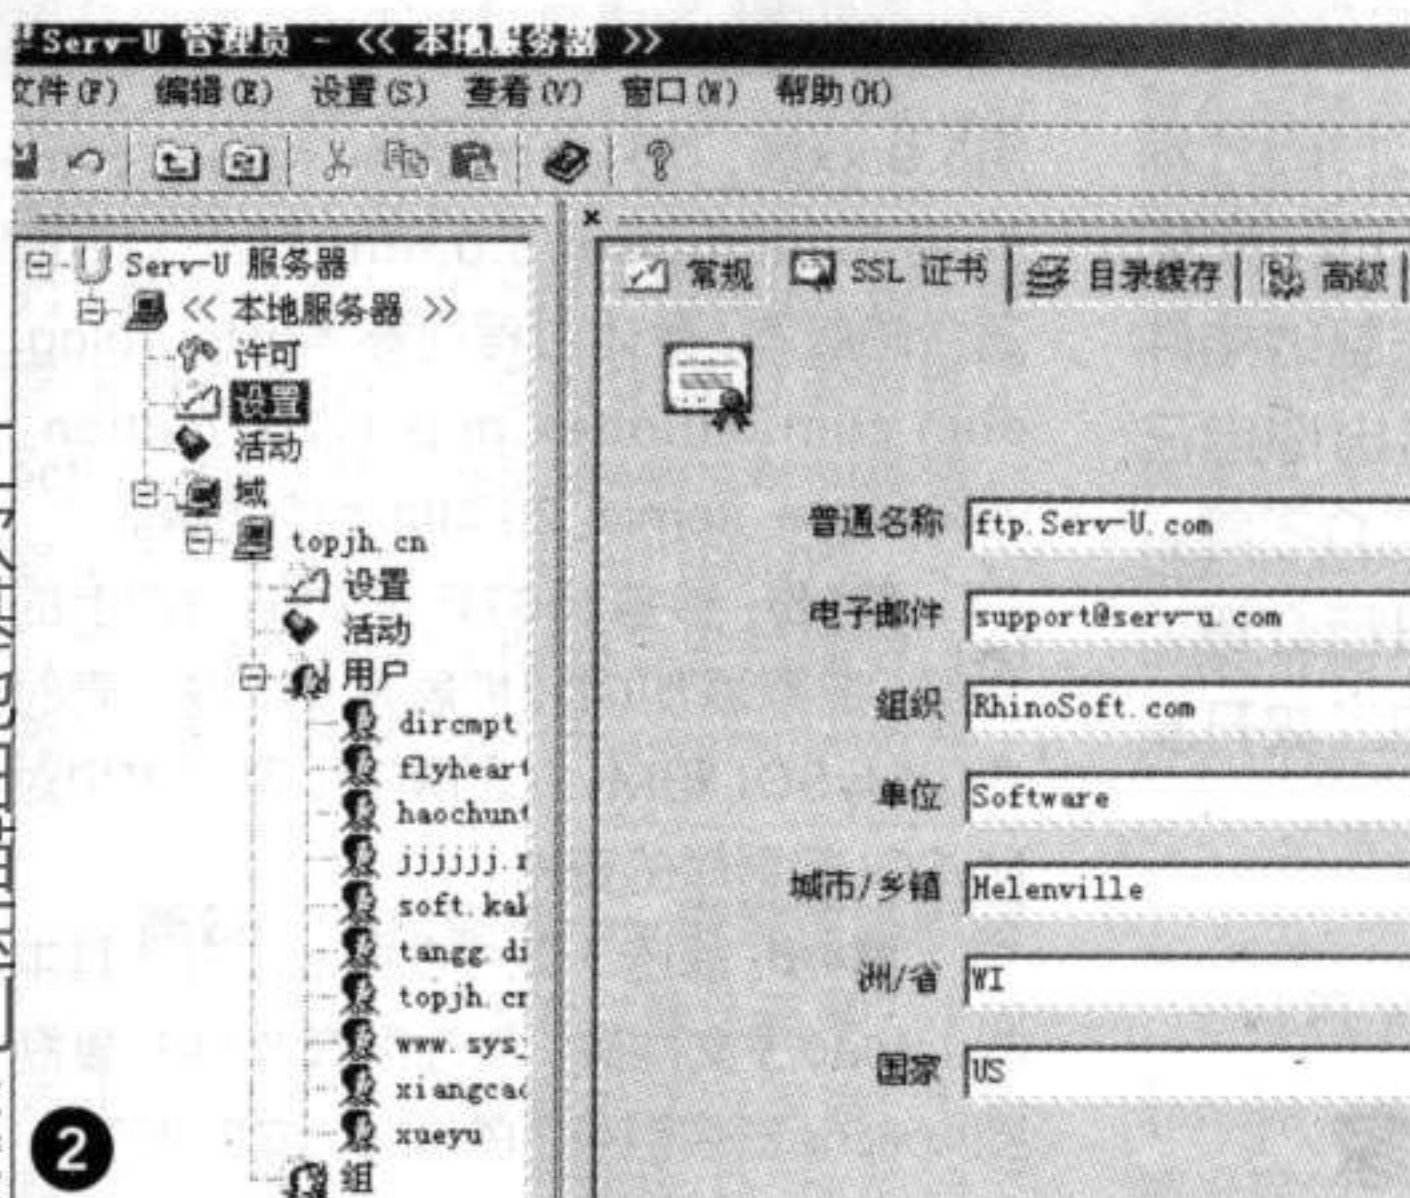 Serv-U 管理员 - << 本地服务器 >>
文件(F) 编辑(E) 设置(S) 查看(V) 窗口(W) 帮助(H)
Serv-U 服务器
<< 本地服务器 >>
许可
设置
活动
域
topjh.cn
设置
活动
用户
dircmpt
flyheart
haochunt
jjjjjj.r
soft.kak
tangg.di
topjh.cr
www.sys_
xiangcao
xueyu
组
常规 SSL 证书 目录缓存 高级
普通名称 ftp.Serv-U.com
电子邮件 support@serv-u.com
组织 RhinoSoft.com
单位 Software
城市/乡镇 Helenville
洲/省 WI
国家 US
2